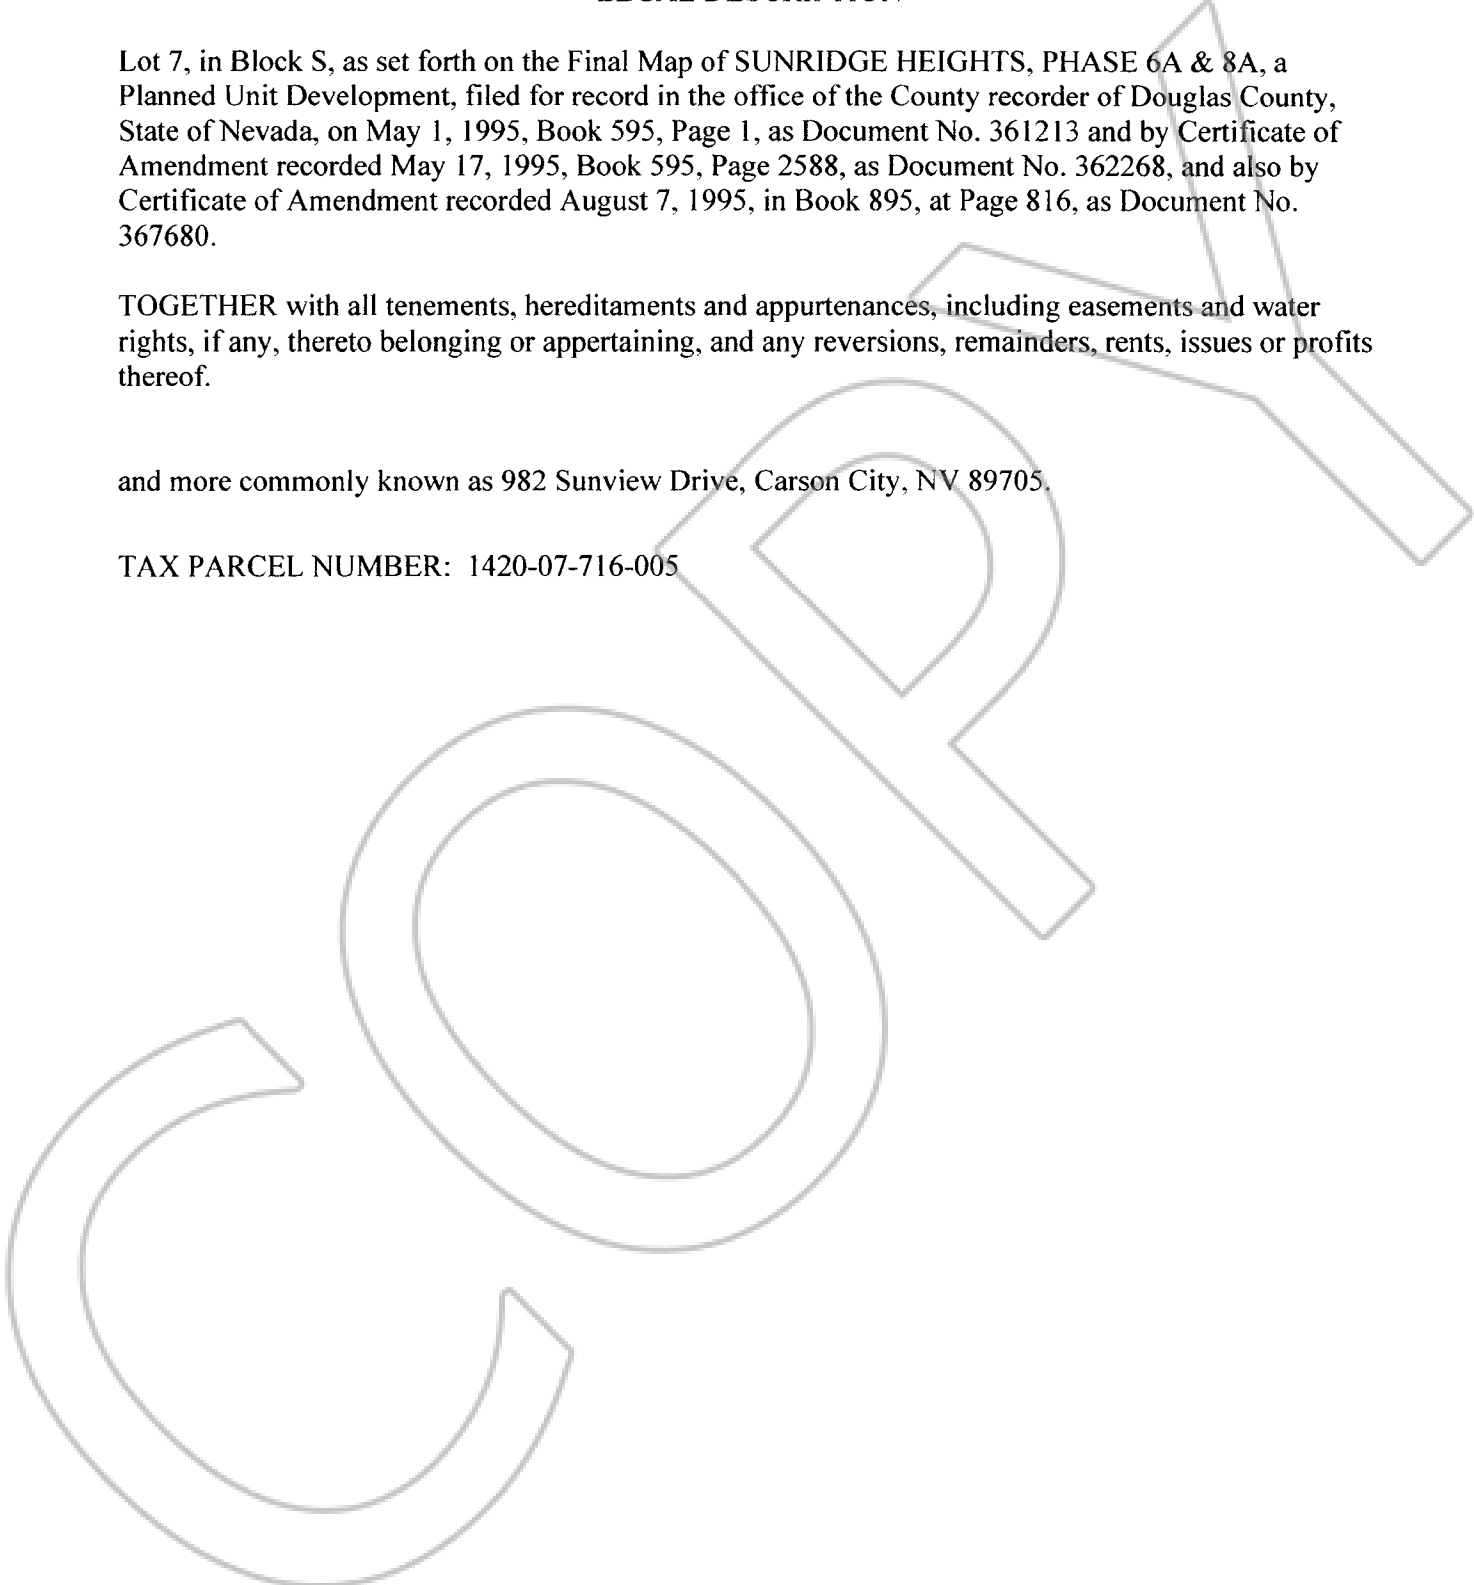 Lot 7, in Block S, as set forth on the Final Map of SUNRIDGE HEIGHTS, PHASE 6A & 8A, a
Planned Unit Development, filed for record in the office of the County recorder of Douglas County,
State of Nevada, on May 1, 1995, Book 595, Page 1, as Document No. 361213 and by Certificate of
Amendment recorded May 17, 1995, Book 595, Page 2588, as Document No. 362268, and also by
Certificate of Amendment recorded August 7, 1995, in Book 895, at Page 816, as Document No.
367680.
TOGETHER with all tenements, hereditaments and appurtenances, including easements and water
rights, if any, thereto belonging or appertaining, and any reversions, remainders, rents, issues or profits
thereof.
and more commonly known as 982 Sunview Drive, Carson City, NV 89705.
TAX PARCEL NUMBER: 1420-07-716-005
COPY